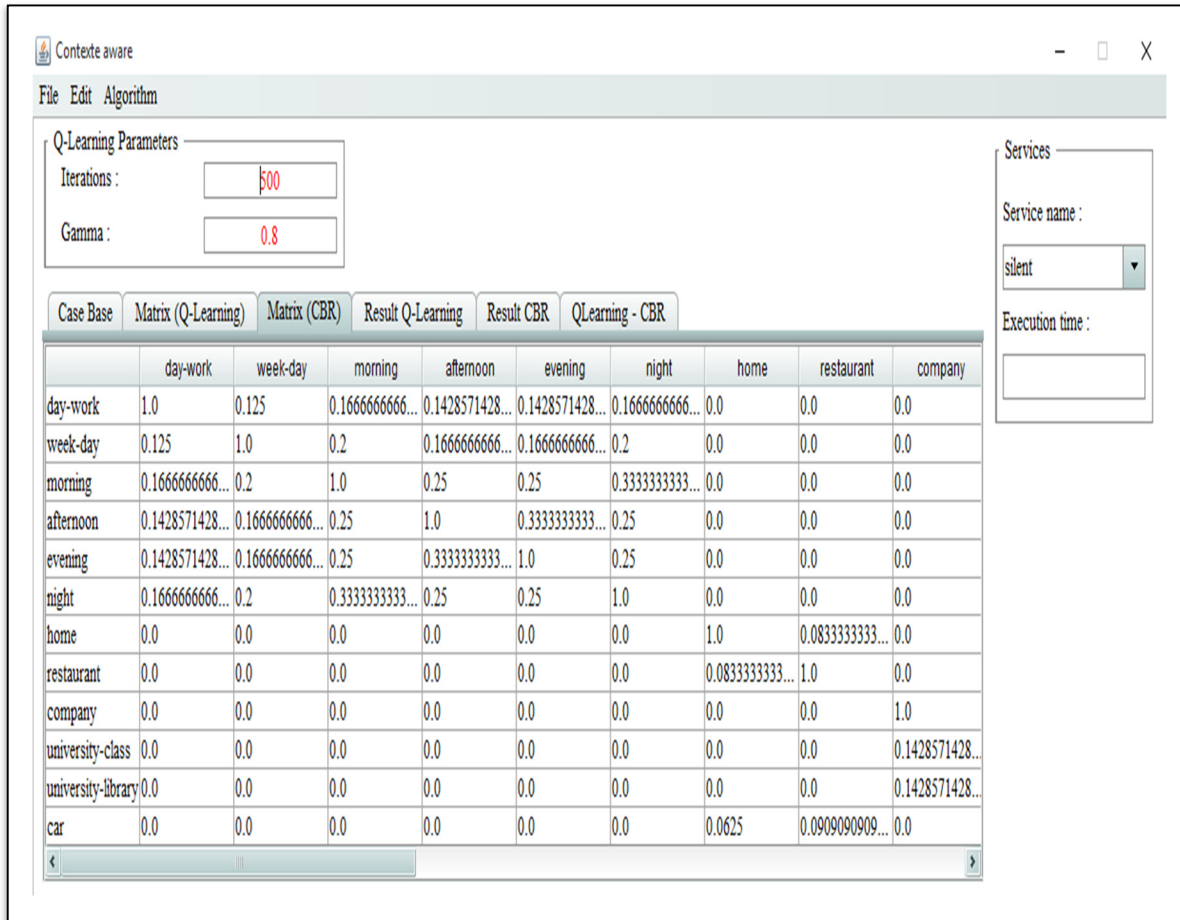 Contexte aware
File Edit Algorithm
Q-Learning Parameters
Iterations :
500
Gamma :
0.8
Services
Service name :
silent
Execution time :
Case Base Matrix (Q-Learning) Matrix (CBR) Result Q-Learning Result CBR QLearning - CBR
day-work week-day morning afternoon evening night home restaurant company
day-work 1.0 0.125 0.1666666666... 0.1428571428... 0.1428571428... 0.1666666666... 0.0 0.0 0.0
week-day 0.125 1.0 0.2 0.1666666666... 0.1666666666... 0.2 0.0 0.0 0.0
morning 0.1666666666... 0.2 1.0 0.25 0.25 0.3333333333... 0.0 0.0 0.0
afternoon 0.1428571428... 0.1666666666... 0.25 1.0 0.3333333333... 0.25 0.0 0.0 0.0
evening 0.1428571428... 0.1666666666... 0.25 0.3333333333... 1.0 0.25 0.0 0.0 0.0
night 0.1666666666... 0.2 0.3333333333... 0.25 0.25 1.0 0.0 0.0 0.0
home 0.0 0.0 0.0 0.0 0.0 0.0 1.0 0.0833333333... 0.0
restaurant 0.0 0.0 0.0 0.0 0.0 0.0 0.0833333333... 1.0 0.0
company 0.0 0.0 0.0 0.0 0.0 0.0 0.0 0.0 1.0
university-class 0.0 0.0 0.0 0.0 0.0 0.0 0.0 0.0 0.1428571428...
university-library 0.0 0.0 0.0 0.0 0.0 0.0 0.0 0.0 0.1428571428...
car 0.0 0.0 0.0 0.0 0.0 0.0 0.0625 0.0909090909... 0.0